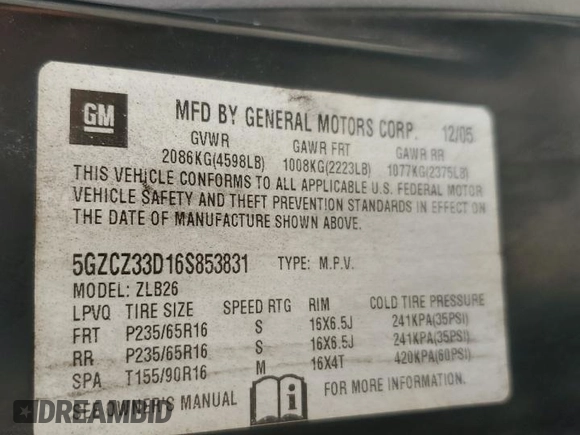 GM
MFD BY GENERAL MOTORS CORP. 12/05
GVWR GAWR FRT GAWR RR
2086KG(4598LB) 1008KG(2223LB) 1077KG(2375LB)
THIS VEHICLE CONFORMS TO ALL APPLICABLE U.S. FEDERAL MOTOR
VEHICLE SAFETY AND THEFT PREVENTION STANDARDS IN EFFECT ON
THE DATE OF MANUFACTURE SHOWN ABOVE.
5GZCZ33D16S853831 TYPE: M.P.V.
MODEL: ZLB26
LPVQ TIRE SIZE SPEED RTG RIM COLD TIRE PRESSURE
FRT P235/65R16 S 16X6.5J 241KPA(35PSI)
RR P235/65R16 S 16X6.5J 241KPA(35PSI)
SPA T155/90R16 M 16X4T 420KPA(60PSI)
SEE OWNER'S MANUAL FOR MORE INFORMATION.
DREAMBID